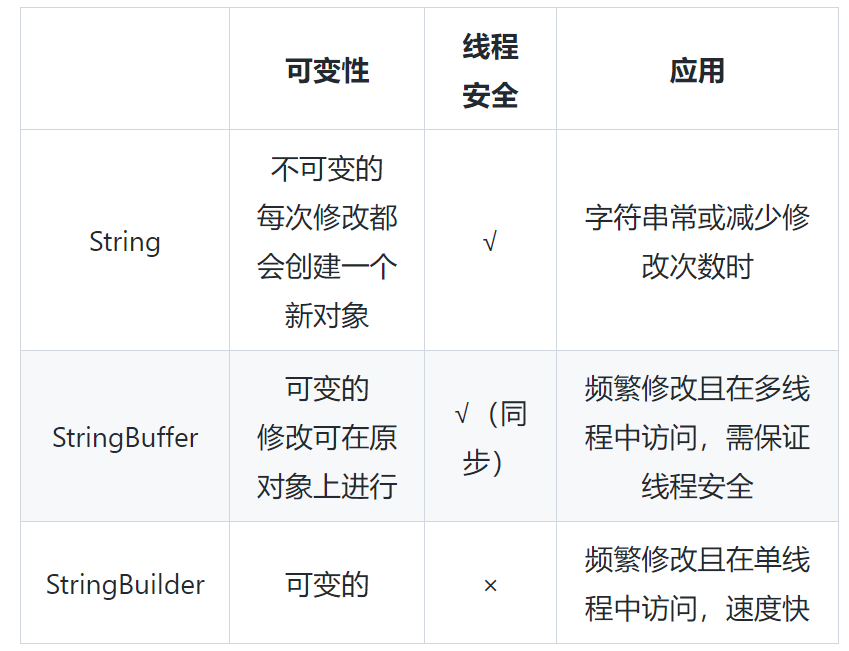 可变性
线程
安全
应用
String
不可变的
每次修改都
会创建一个
新对象
√
字符串常或减少修
改次数时
StringBuffer
可变的
修改可在原
对象上进行
√（同
步）
频繁修改且在多线
程中访问，需保证
线程安全
StringBuilder
可变的
×
频繁修改且在单线
程中访问，速度快